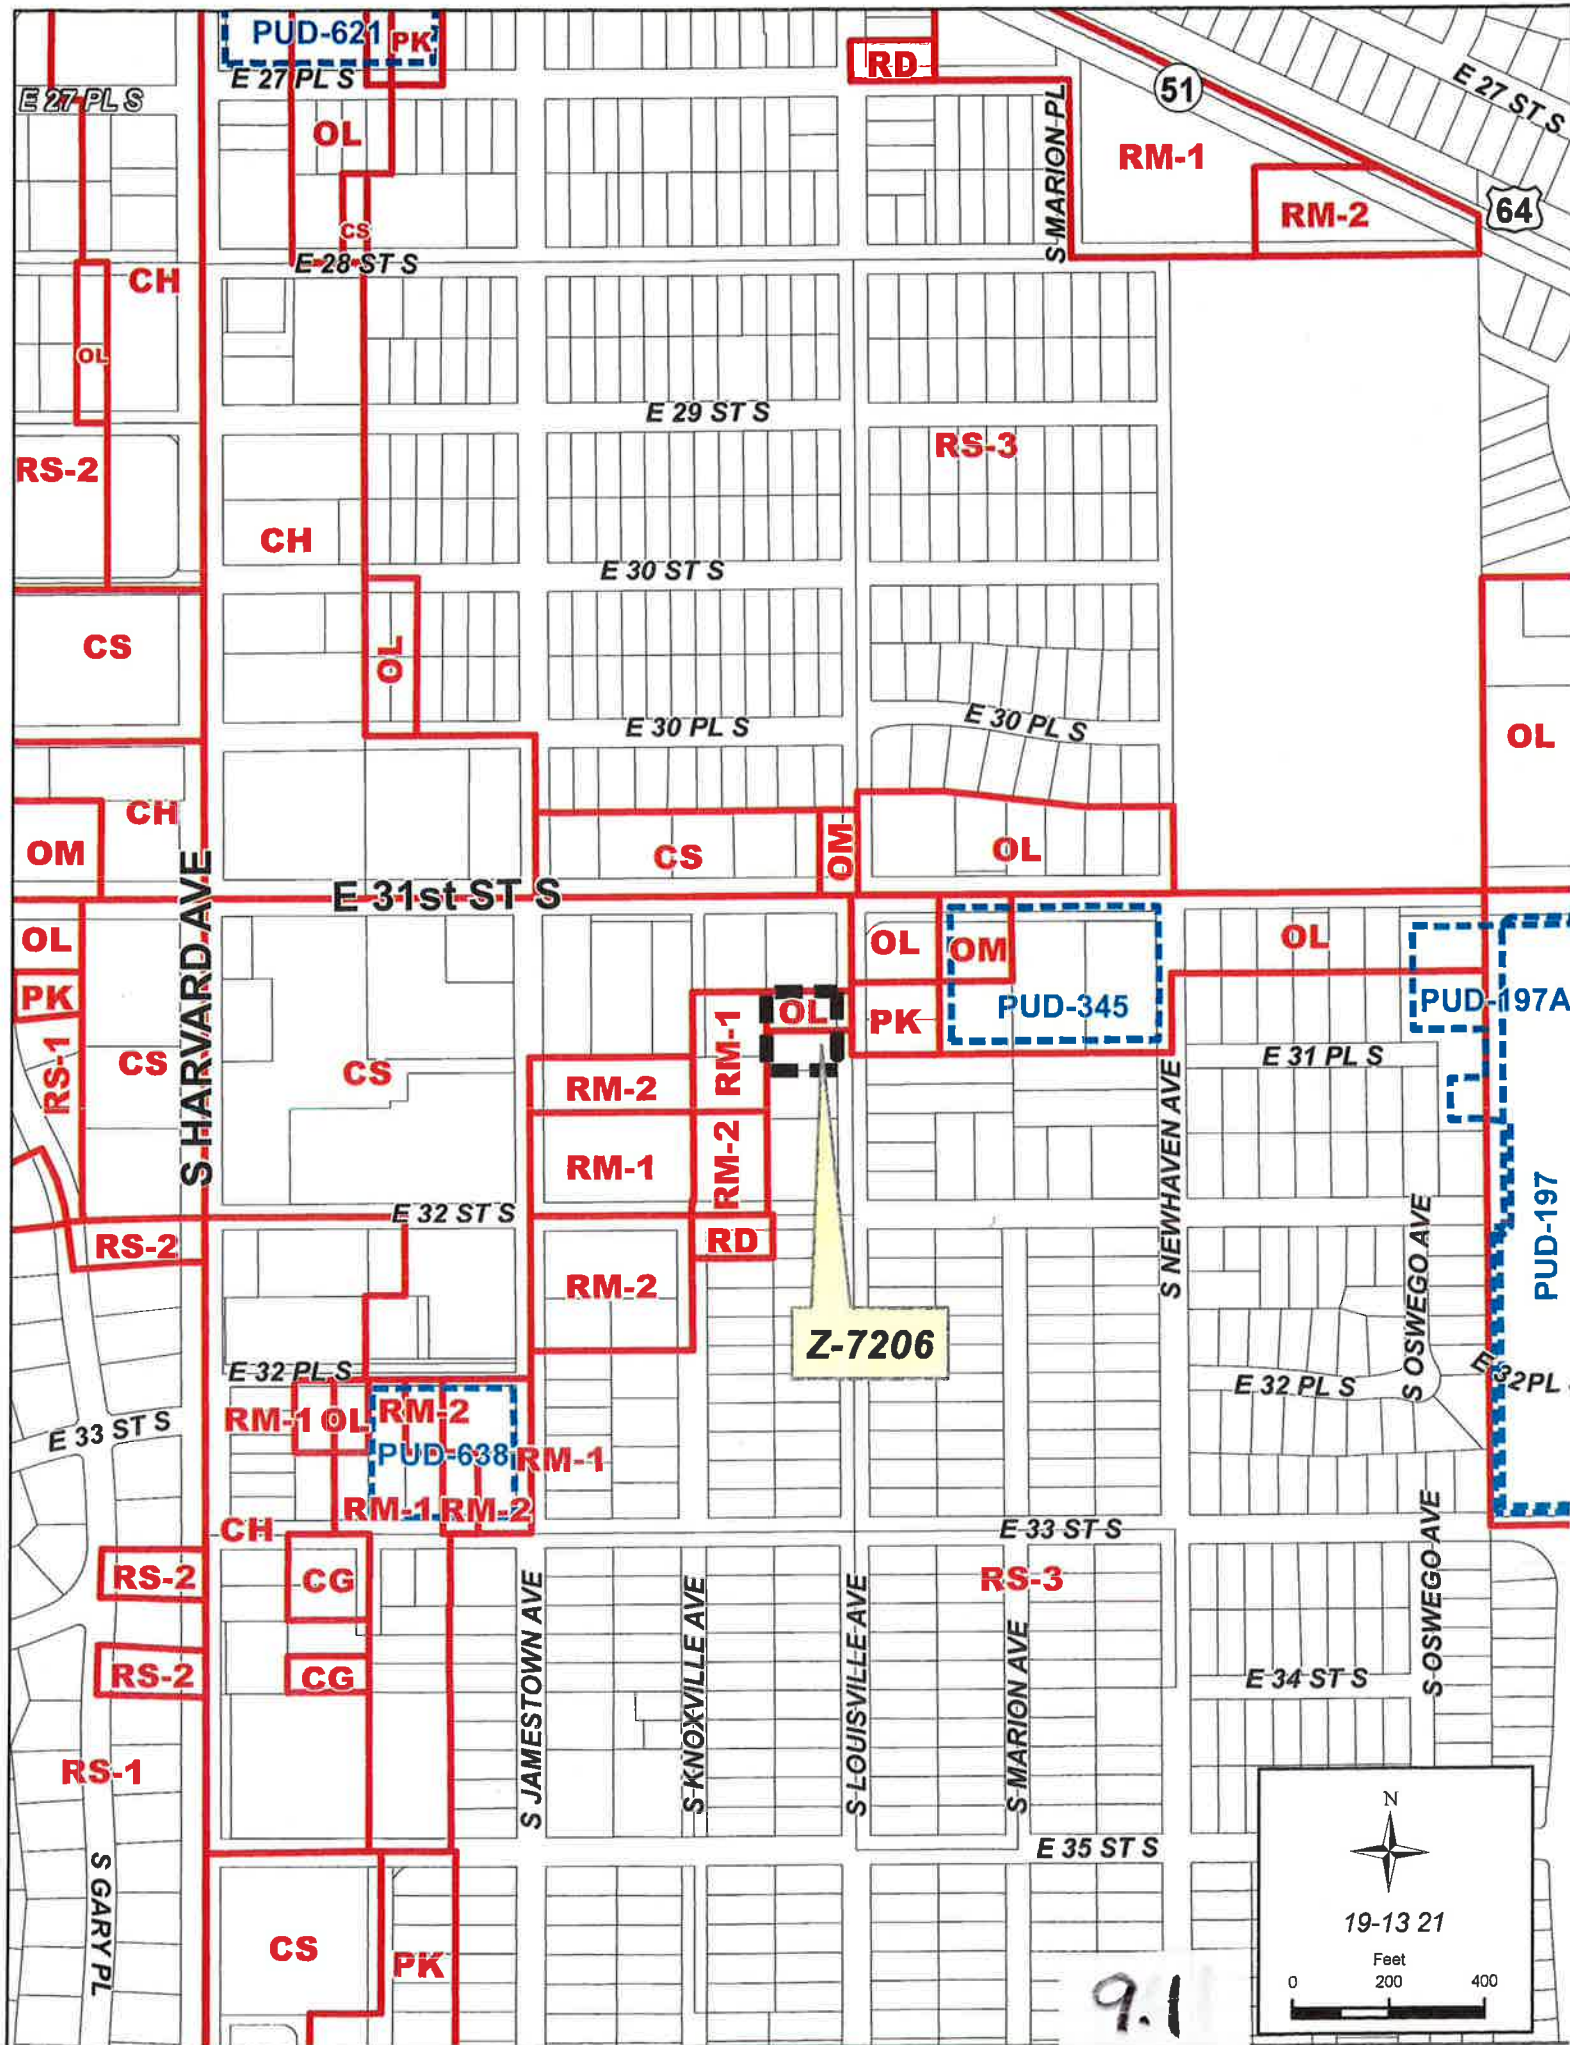 PUD-621
PK
E 27 PL S
E 27 PL S
RD
51
E 27 ST S
OL
S MARION PL
RM-1
RM-2
64
CS
E 28 ST S
CH
OL
E 29 ST S
RS-3
RS-2
CH
E 30 ST S
CS
OL
E 30 PL S
E 30 PL S
OL
CH
OM
CS
OM
OL
E 31st ST S
S HARVARD AVE
OL
OL
OM
OL
PK
OL
PK
PUD-345
PUD-197A
RS-1
CS
CS
RM-1
E 31 PL S
RM-2
S NEWHAVEN AVE
RM-1
RM-2
PUD-197
E 32 ST S
RS-2
RD
S OSWEGO AVE
RM-2
Z-7206
E 32 PL S
E 32 PL S
E 32PL
RM-1
OL
RM-2
E 33 ST S
PUD-638
RM-1
RM-1
RM-2
CH
E 33 ST S
RS-2
CG
RS-3
S JAMESTOWN AVE
S KNOXVILLE AVE
S LOUISVILLE AVE
S MARION AVE
S OSWEGO AVE
RS-2
CG
E 34 ST S
RS-1
S GARY PL
E 35 ST S
CS
PK
N
19-13 21
Feet
0 200 400
9.1